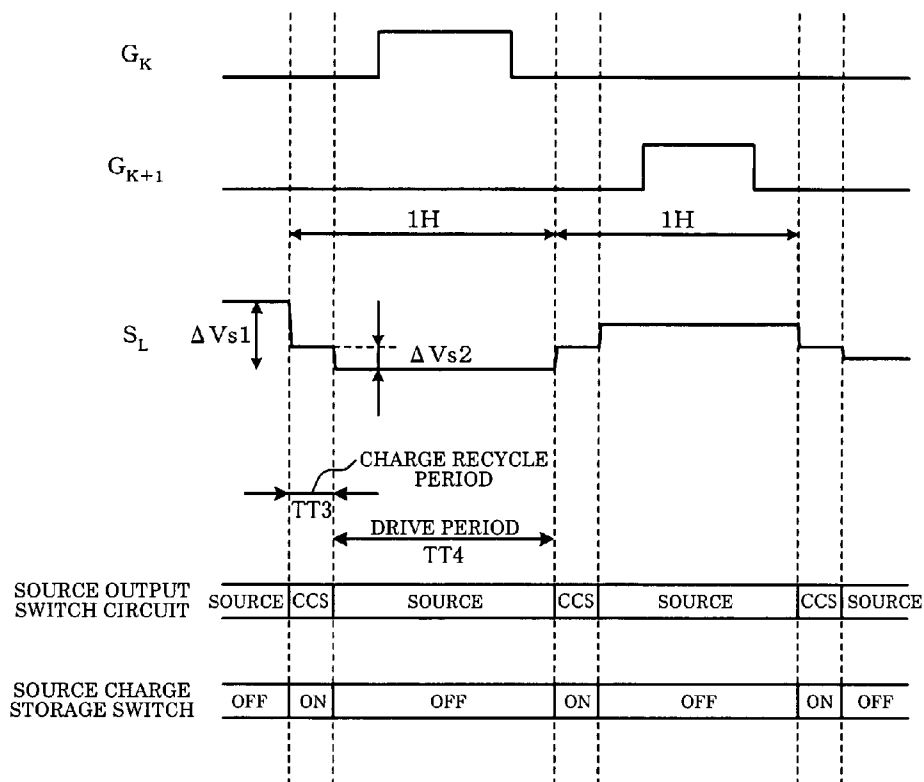 G_K
G_K+1
1H 1H
S_L
ΔVs1
ΔVs2
CHARGE RECYCLE
PERIOD
TT3
DRIVE PERIOD
TT4
SOURCE OUTPUT
SWITCH CIRCUIT
SOURCE CCS SOURCE CCS SOURCE CCS SOURCE
SOURCE CHARGE
STORAGE SWITCH
OFF ON OFF ON OFF ON OFF